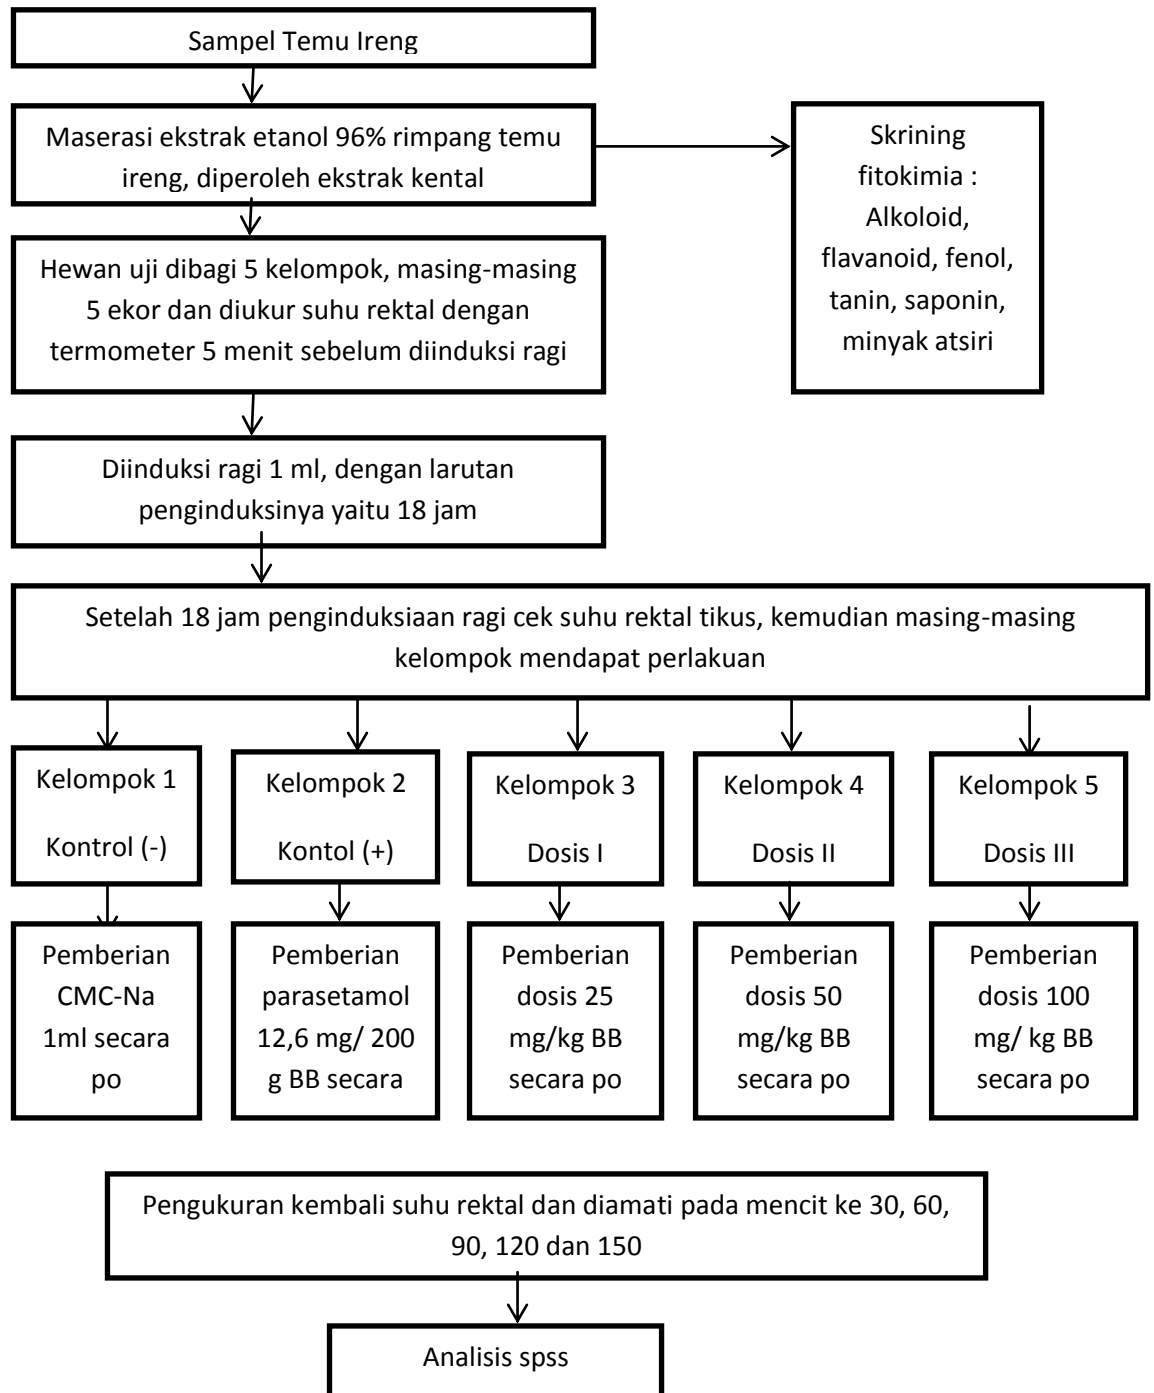 Sampel Temu Ireng
Maserasi ekstrak etanol 96% rimpang temu
ireng, diperoleh ekstrak kental
Skrining
fitokimia :
Alkoloid,
flavanoid, fenol,
tanin, saponin,
minyak atsiri
Hewan uji dibagi 5 kelompok, masing-masing
5 ekor dan diukur suhu rektal dengan
termometer 5 menit sebelum diinduksi ragi
Diinduksi ragi 1 ml, dengan larutan
penginduksinya yaitu 18 jam
Setelah 18 jam penginduksiaan ragi cek suhu rektal tikus, kemudian masing-masing
kelompok mendapat perlakuan
Kelompok 1
Kontrol (-)
Kelompok 2
Kontol (+)
Kelompok 3
Dosis I
Kelompok 4
Dosis II
Kelompok 5
Dosis III
Pemberian
CMC-Na
1ml secara
po
Pemberian
parasetamol
12,6 mg/ 200
g BB secara
Pemberian
dosis 25
mg/kg BB
secara po
Pemberian
dosis 50
mg/kg BB
secara po
Pemberian
dosis 100
mg/ kg BB
secara po
Pengukuran kembali suhu rektal dan diamati pada mencit ke 30, 60,
90, 120 dan 150
Analisis spss